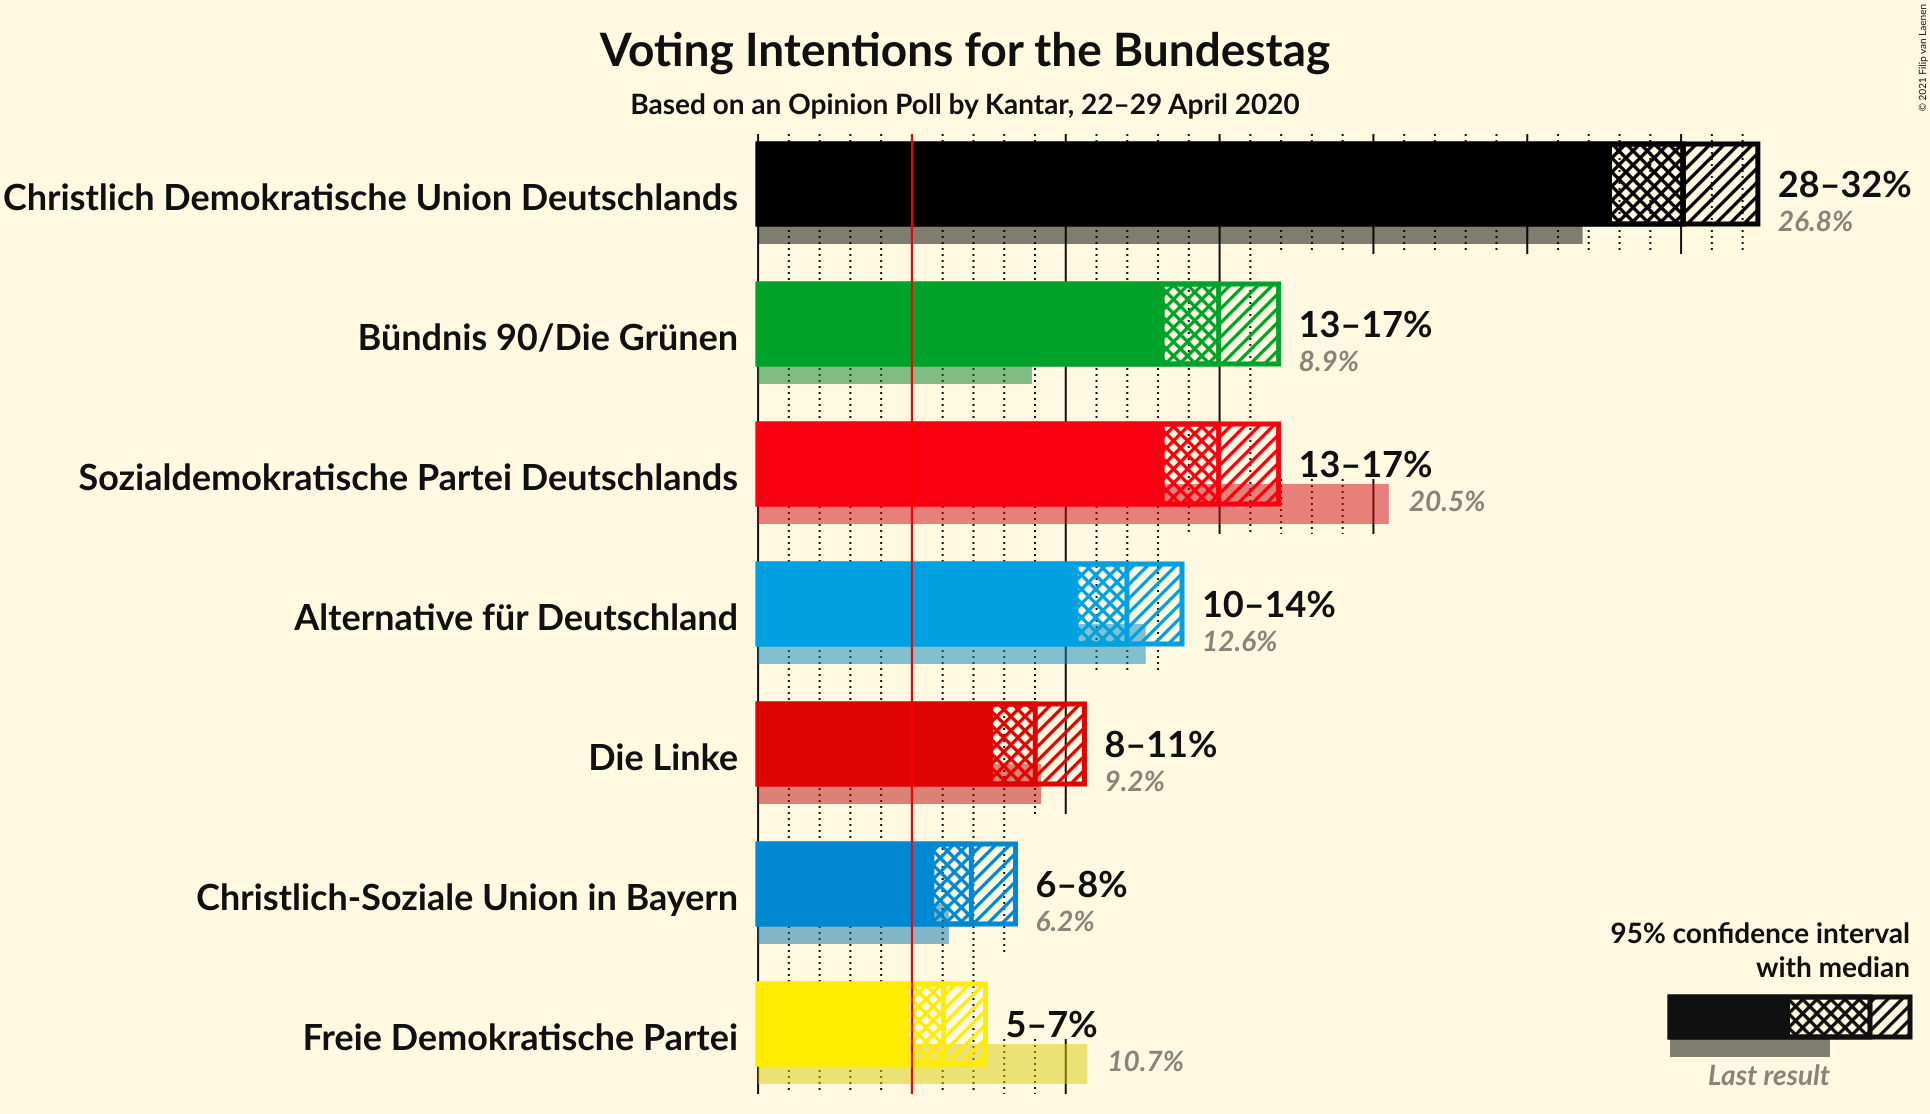 Voting Intentions for the Bundestag
Based on an Opinion Poll by Kantar, 22–29 April 2020
© 2021 Filip van Laenen
Christlich Demokratische Union Deutschlands
28–32%
26.8%
Bündnis 90/Die Grünen
13–17%
8.9%
Sozialdemokratische Partei Deutschlands
13–17%
20.5%
Alternative für Deutschland
10–14%
12.6%
Die Linke
8–11%
9.2%
Christlich-Soziale Union in Bayern
6–8%
6.2%
Freie Demokratische Partei
5–7%
10.7%
95% confidence interval
with median
Last result